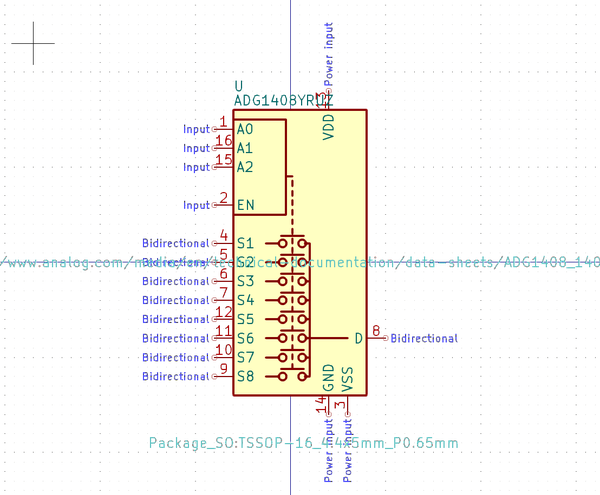 Power input
U
ADG1408YRUZ
13
VDD
Input 1 A0
Input 16 A1
Input 15 A2
Input 2 EN
Bidirectional 4 S1
Bidirectional 5 S2
/www.analog.com/media/en/technical-documentation/data-sheets/ADG1408_140
Bidirectional 6 S3
Bidirectional 7 S4
Bidirectional 12 S5
Bidirectional 11 S6 D 8 Bidirectional
Bidirectional 10 S7
Bidirectional 9 S8
GND
VSS
14
3
Package_SO:TSSOP-16_4.4x5mm_P0.65mm
Power input
Power input